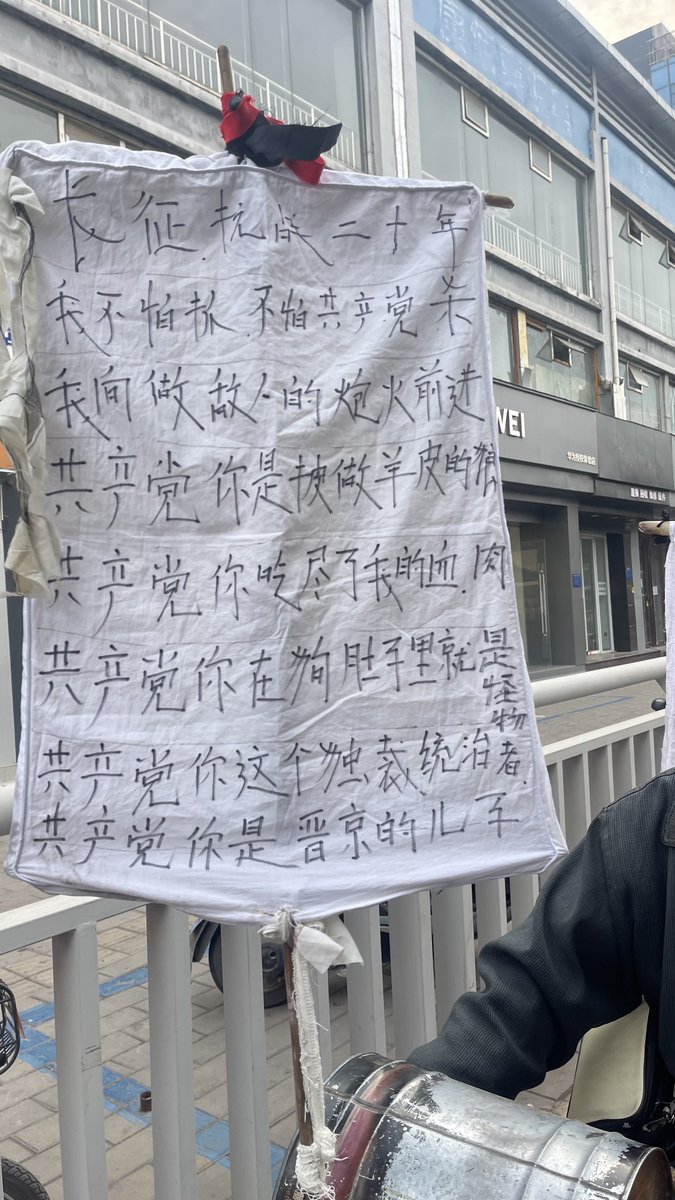 长征.抗战二十年
我不怕抓.不怕共产党杀
我向做敌人的炮火前进
共产党你是披做羊皮的狼
共产党你吃尽了我的血.肉
共产党你在狗肚子里就是怪物
共产党你这个独裁统治者.
共产党你是晋京的儿子
WEI